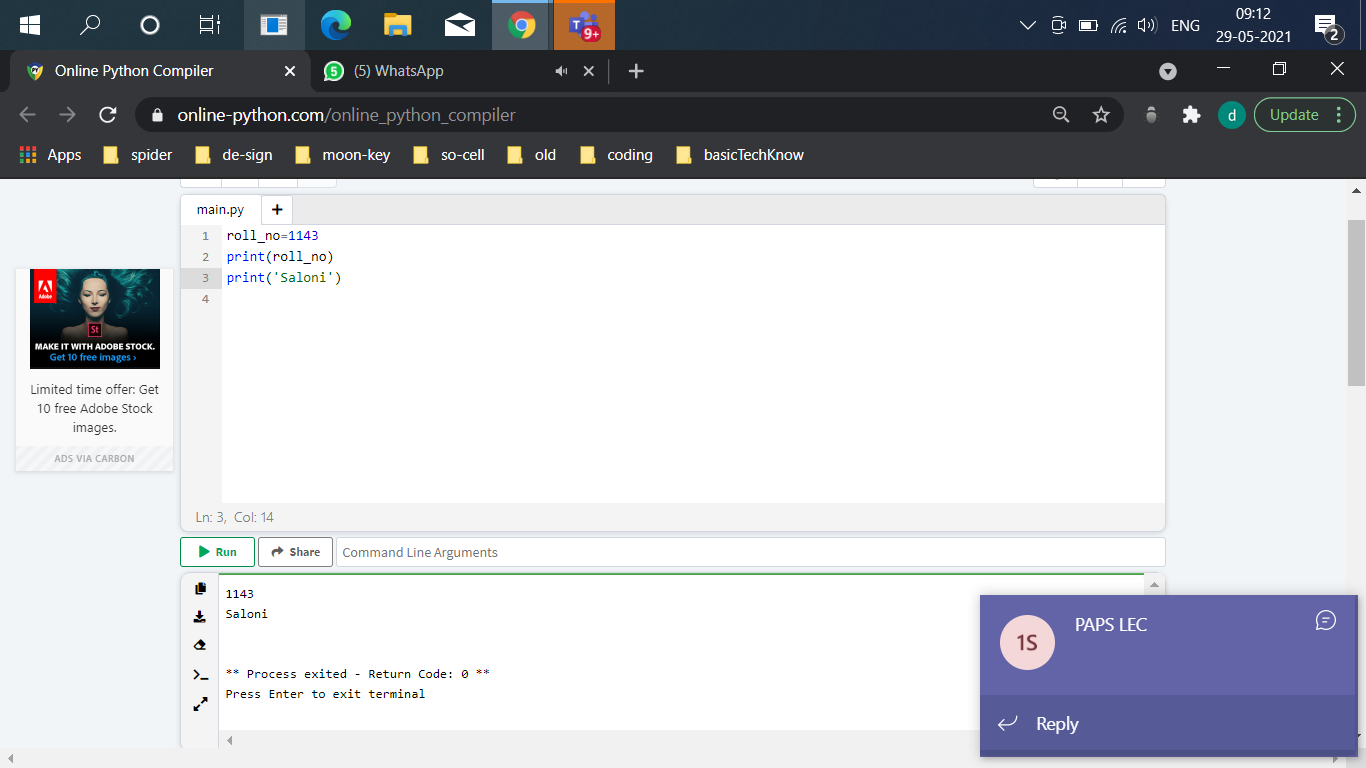 09:12
ENG
29-05-2021
2
9+
Online Python Compiler
5 (5) WhatsApp
online-python.com/online_python_compiler
d
Update
Apps
spider
de-sign
moon-key
so-cell
old
coding
basicTechKnow
main.py
+
1 roll_no=1143
2 print(roll_no)
3 print('Saloni')
4
Adobe
St
MAKE IT WITH ADOBE STOCK.
Get 10 free images ›
Limited time offer: Get
10 free Adobe Stock
images.
ADS VIA CARBON
Ln: 3, Col: 14
Run
Share
Command Line Arguments
1143
Saloni
** Process exited - Return Code: 0 **
Press Enter to exit terminal
1S
PAPS LEC
Reply